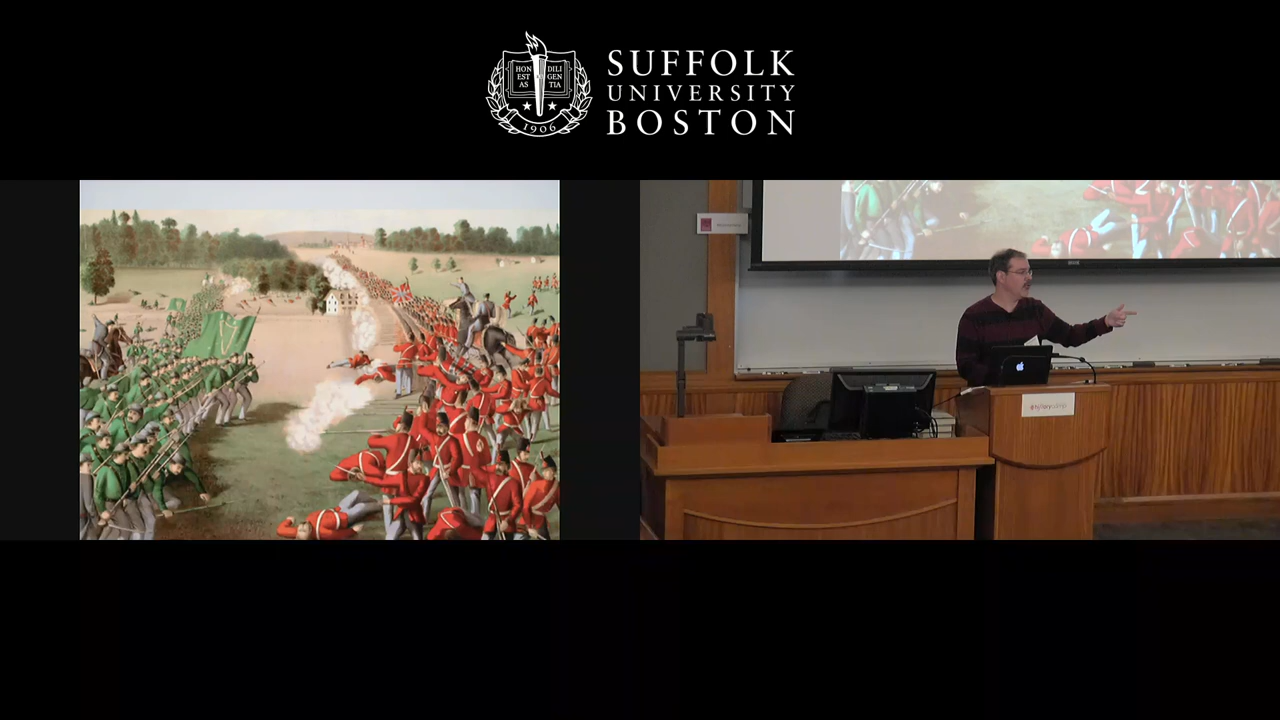 SUFFOLK
UNIVERSITY
BOSTON
HON DILI
EST GEN
AS TIA
1906